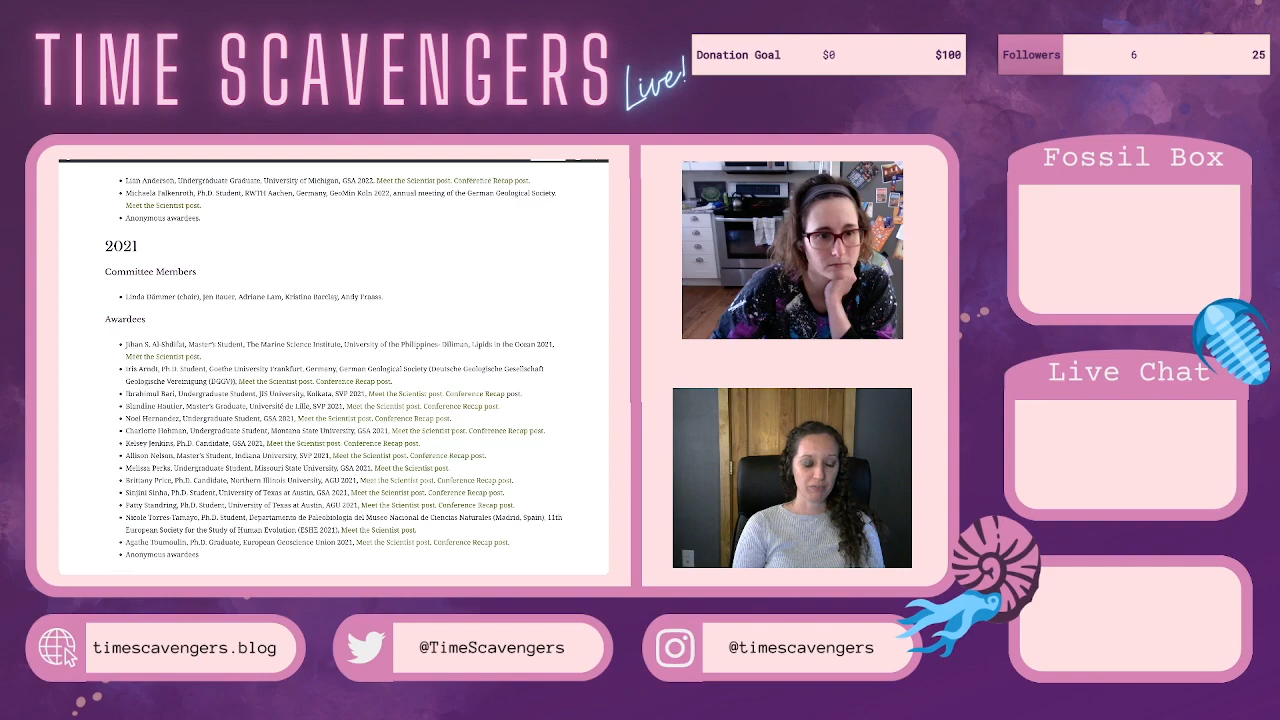 TIME SCAVENGERS
Live!
Donation Goal $0 $100
Followers 6 25
Lian Anderson, Undergraduate, University of Michigan, GSA 2022. Meet the Scientist post. Conference Recap post.
Michaela Falkenroth, Ph.D. Student, RWTH Aachen, Germany, GeoMin Köln 2022, annual meeting of the German Geological Society.
Meet the Scientist post.
Anonymous awardees.
2021
Committee Members
Linda Dämmer (chair), Jen Bauer, Adriane Lam, Kristina Barclay, Andy Fraass.
Awardees
Jihan S. Al-Shdifat, Master's Student, The Marine Science Institute, University of the Philippines- Diliman, Lipids in the Ocean 2021,
Meet the Scientist post.
Iris Arndt, Ph.D. Student, Goethe University Frankfurt, Germany, German Geological Society (Deutsche Geologische Gesellschaft
Geologische Vereinigung (DGGV)), Meet the Scientist post. Conference Recap post.
Ibrahimul Bari, Undergraduate Student, JIS University, Kolkata, SVP 2021, Meet the Scientist post. Conference Recap post.
Blandine Hautier, Master's Graduate, Université de Lille, SVP 2021, Meet the Scientist post. Conference Recap post.
Noel Hernandez, Undergraduate Student, GSA 2021, Meet the Scientist post. Conference Recap post.
Charlotte Hohman, Undergraduate Student, Montana State University, GSA 2021, Meet the Scientist post. Conference Recap post.
Kelsey Jenkins, Ph.D. Candidate, GSA 2021, Meet the Scientist post. Conference Recap post.
Allison Nelson, Master's Student, Indiana University, SVP 2021, Meet the Scientist post. Conference Recap post.
Melissa Perks, Undergraduate Student, Missouri State University, GSA 2021, Meet the Scientist post.
Brittany Price, Ph.D. Candidate, Northern Illinois University, AGU 2021, Meet the Scientist post. Conference Recap post.
Sinjini Sinha, Ph.D. Student, University of Texas at Austin, GSA 2021, Meet the Scientist post. Conference Recap post.
Patty Standring, Ph.D. Student, University of Texas at Austin, AGU 2021, Meet the Scientist post. Conference Recap post.
Nicole Torres-Tamayo, Ph.D. Student, Departamento de Paleobiología del Museo Nacional de Ciencias Naturales (Madrid, Spain), 11th
European Society for the Study of Human Evolution (ESHE 2021), Meet the Scientist post.
Agathe Toumoulin, Ph.D. Graduate, European Geoscience Union 2021, Meet the Scientist post. Conference Recap post.
Anonymous awardees
Fossil Box
Live Chat
timescavengers.blog
@TimeScavengers
@timescavengers